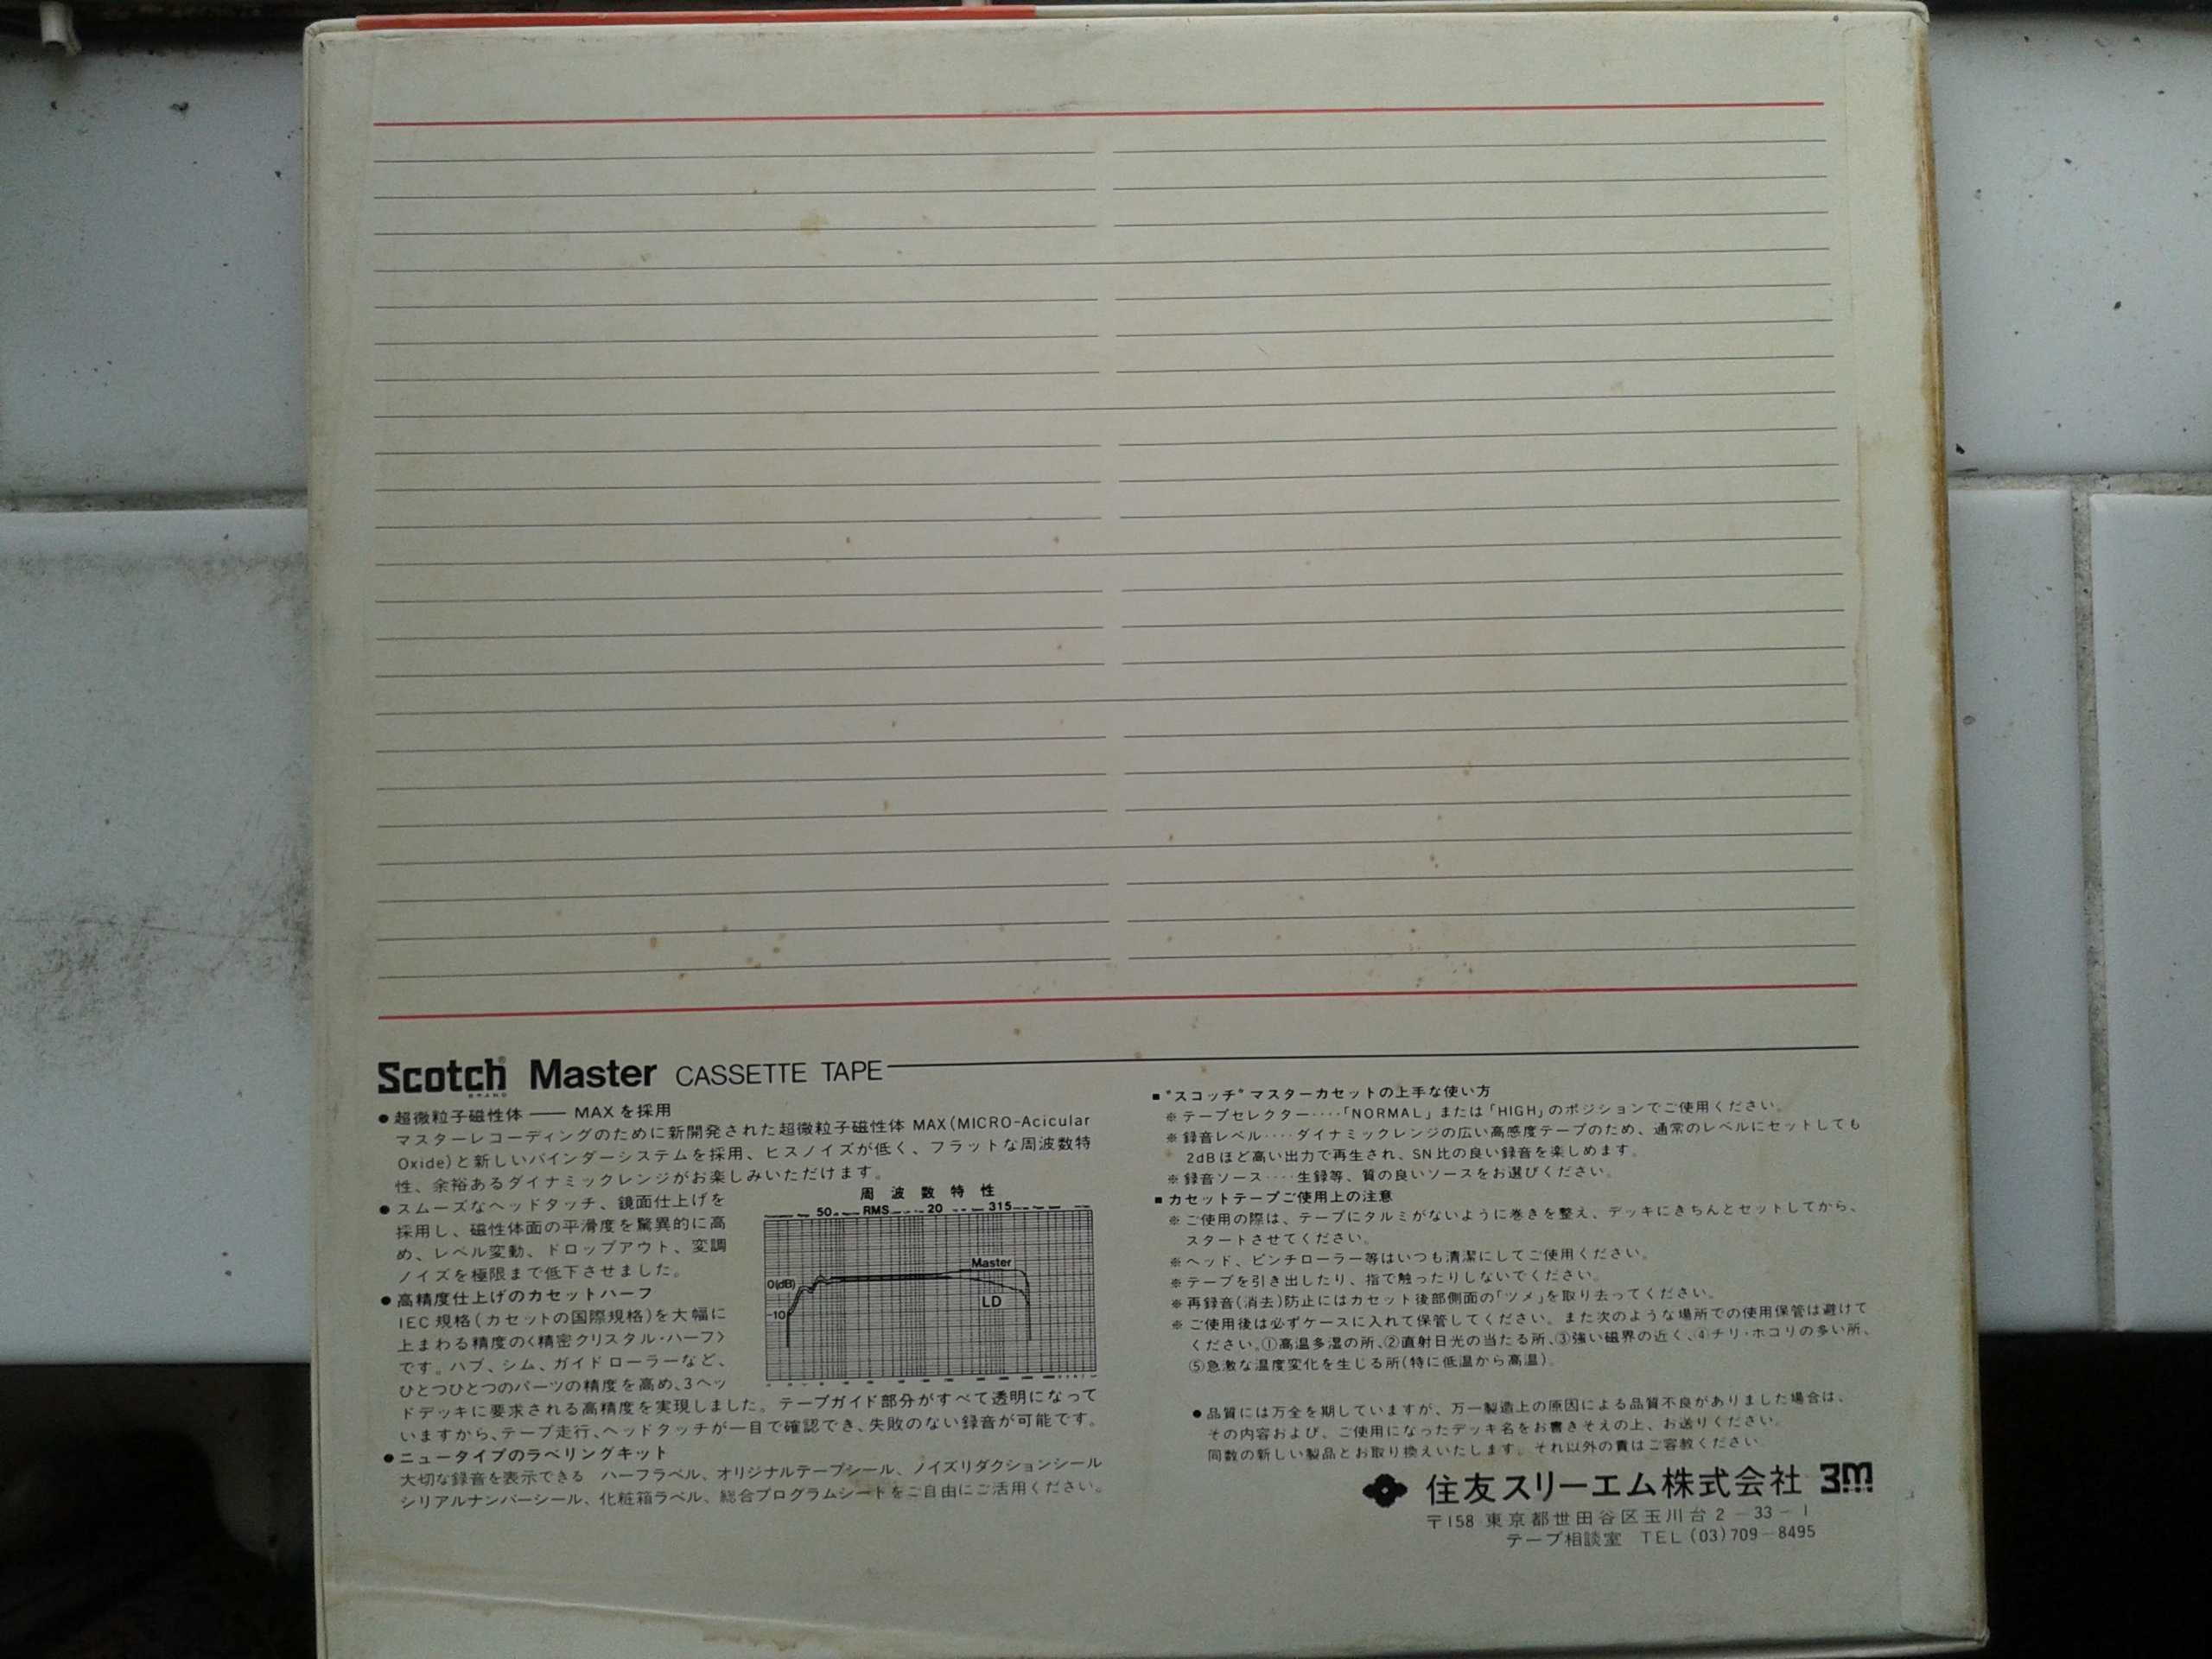 Scotch® Master CASSETTE TAPE
BRAND
●超微粒子磁性体 —— MAXを採用
マスターレコーディングのために新開発された超微粒子磁性体 MAX(MICRO-Acicular
Oxide)と新しいバインダーシステムを採用、ヒスノイズが低く、フラットな周波数特
性、余裕あるダイナミックレンジがお楽しみいただけます。
●スムーズなヘッドタッチ、鏡面仕上げを
採用し、磁性体面の平滑度を驚異的に高
め、レベル変動、ドロップアウト、変調
ノイズを極限まで低下させました。
●高精度仕上げのカセットハーフ
IEC規格(カセットの国際規格)を大幅に
上まわる精度の〈精密クリスタル・ハーフ〉
です。ハブ、シム、ガイドローラーなど、
ひとつひとつのパーツの精度を高め、3ヘッ
ドデッキに要求される高精度を実現しました。テープガイド部分がすべて透明になって
いますから、テープ走行、ヘッドタッチが一目で確認でき、失敗のない録音が可能です。
●ニュータイプのラベリングキット
大切な録音を表示できる ハーフラベル、オリジナルテープシール、ノイズリダクションシール
シリアルナンバーシール、化粧箱ラベル、総合プログラムシートをご自由にご活用ください。
周波数特性
50 RMS 20 315
Master
0(dB)
LD
-10
■"スコッチ"マスターカセットの上手な使い方
※テープセレクター････「NORMAL」または「HIGH」のポジションでご使用ください。
※録音レベル････ダイナミックレンジの広い高感度テープのため、通常のレベルにセットしても
2dBほど高い出力で再生され、SN比の良い録音を楽しめます。
※録音ソース････生録等、質の良いソースをお選びください。
■カセットテープご使用上の注意
※ご使用の際は、テープにタルミがないように巻きを整え、デッキにきちんとセットしてから、
スタートさせてください。
※ヘッド、ピンチローラー等はいつも清潔にしてご使用ください。
※テープを引き出したり、指で触ったりしないでください。
※再録音(消去)防止にはカセット後部側面の「ツメ」を取り去ってください。
※ご使用後は必ずケースに入れて保管してください。また次のような場所での使用保管は避けて
ください。①高温多湿の所、②直射日光の当たる所、③強い磁界の近く、④チリ・ホコリの多い所、
⑤急激な温度変化を生じる所(特に低温から高温)。
●品質には万全を期していますが、万一製造上の原因による品質不良がありました場合は、
その内容および、ご使用になったデッキ名をお書きそえの上、お送りください。
同数の新しい製品とお取り換えいたします。それ以外の責はご容赦ください
住友スリーエム株式会社 3M
〒158 東京都世田谷区玉川台2-33-1
テープ相談室 TEL (03)709-8495